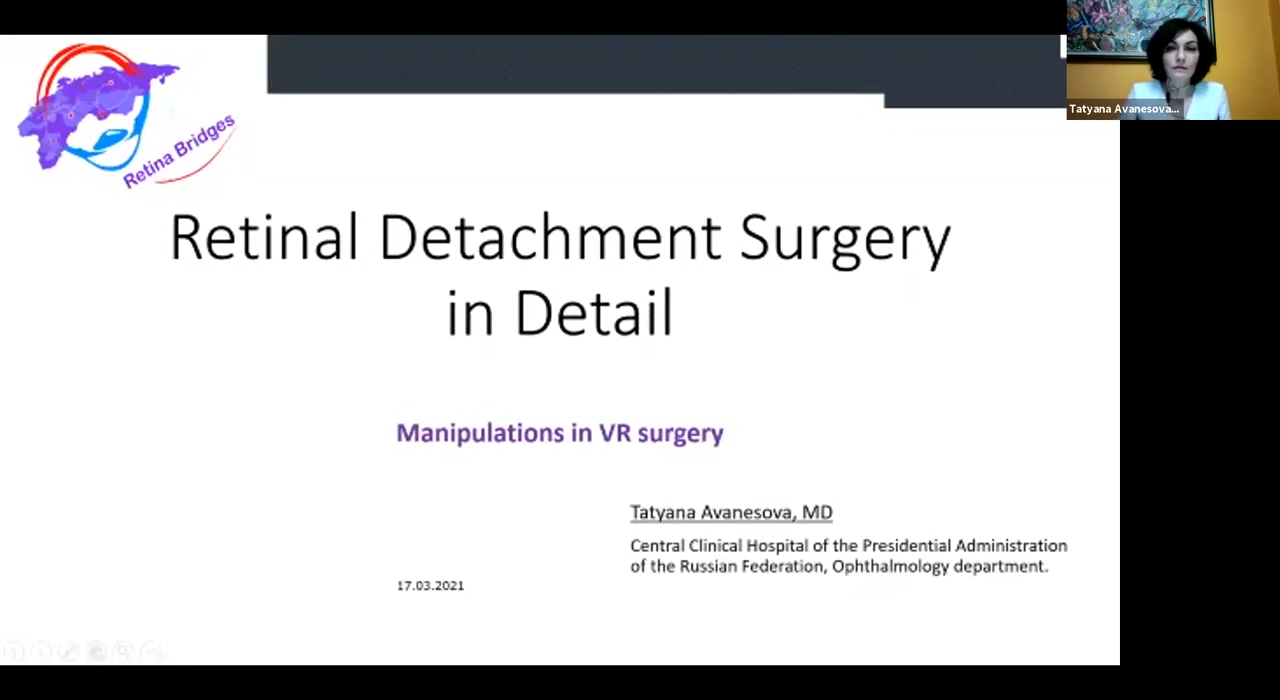 Retina Bridges
Tatyana Avanesova...
Retinal Detachment Surgery
in Detail
Manipulations in VR surgery
Tatyana Avanesova, MD
Central Clinical Hospital of the Presidential Administration
of the Russian Federation, Ophthalmology department.
17.03.2021